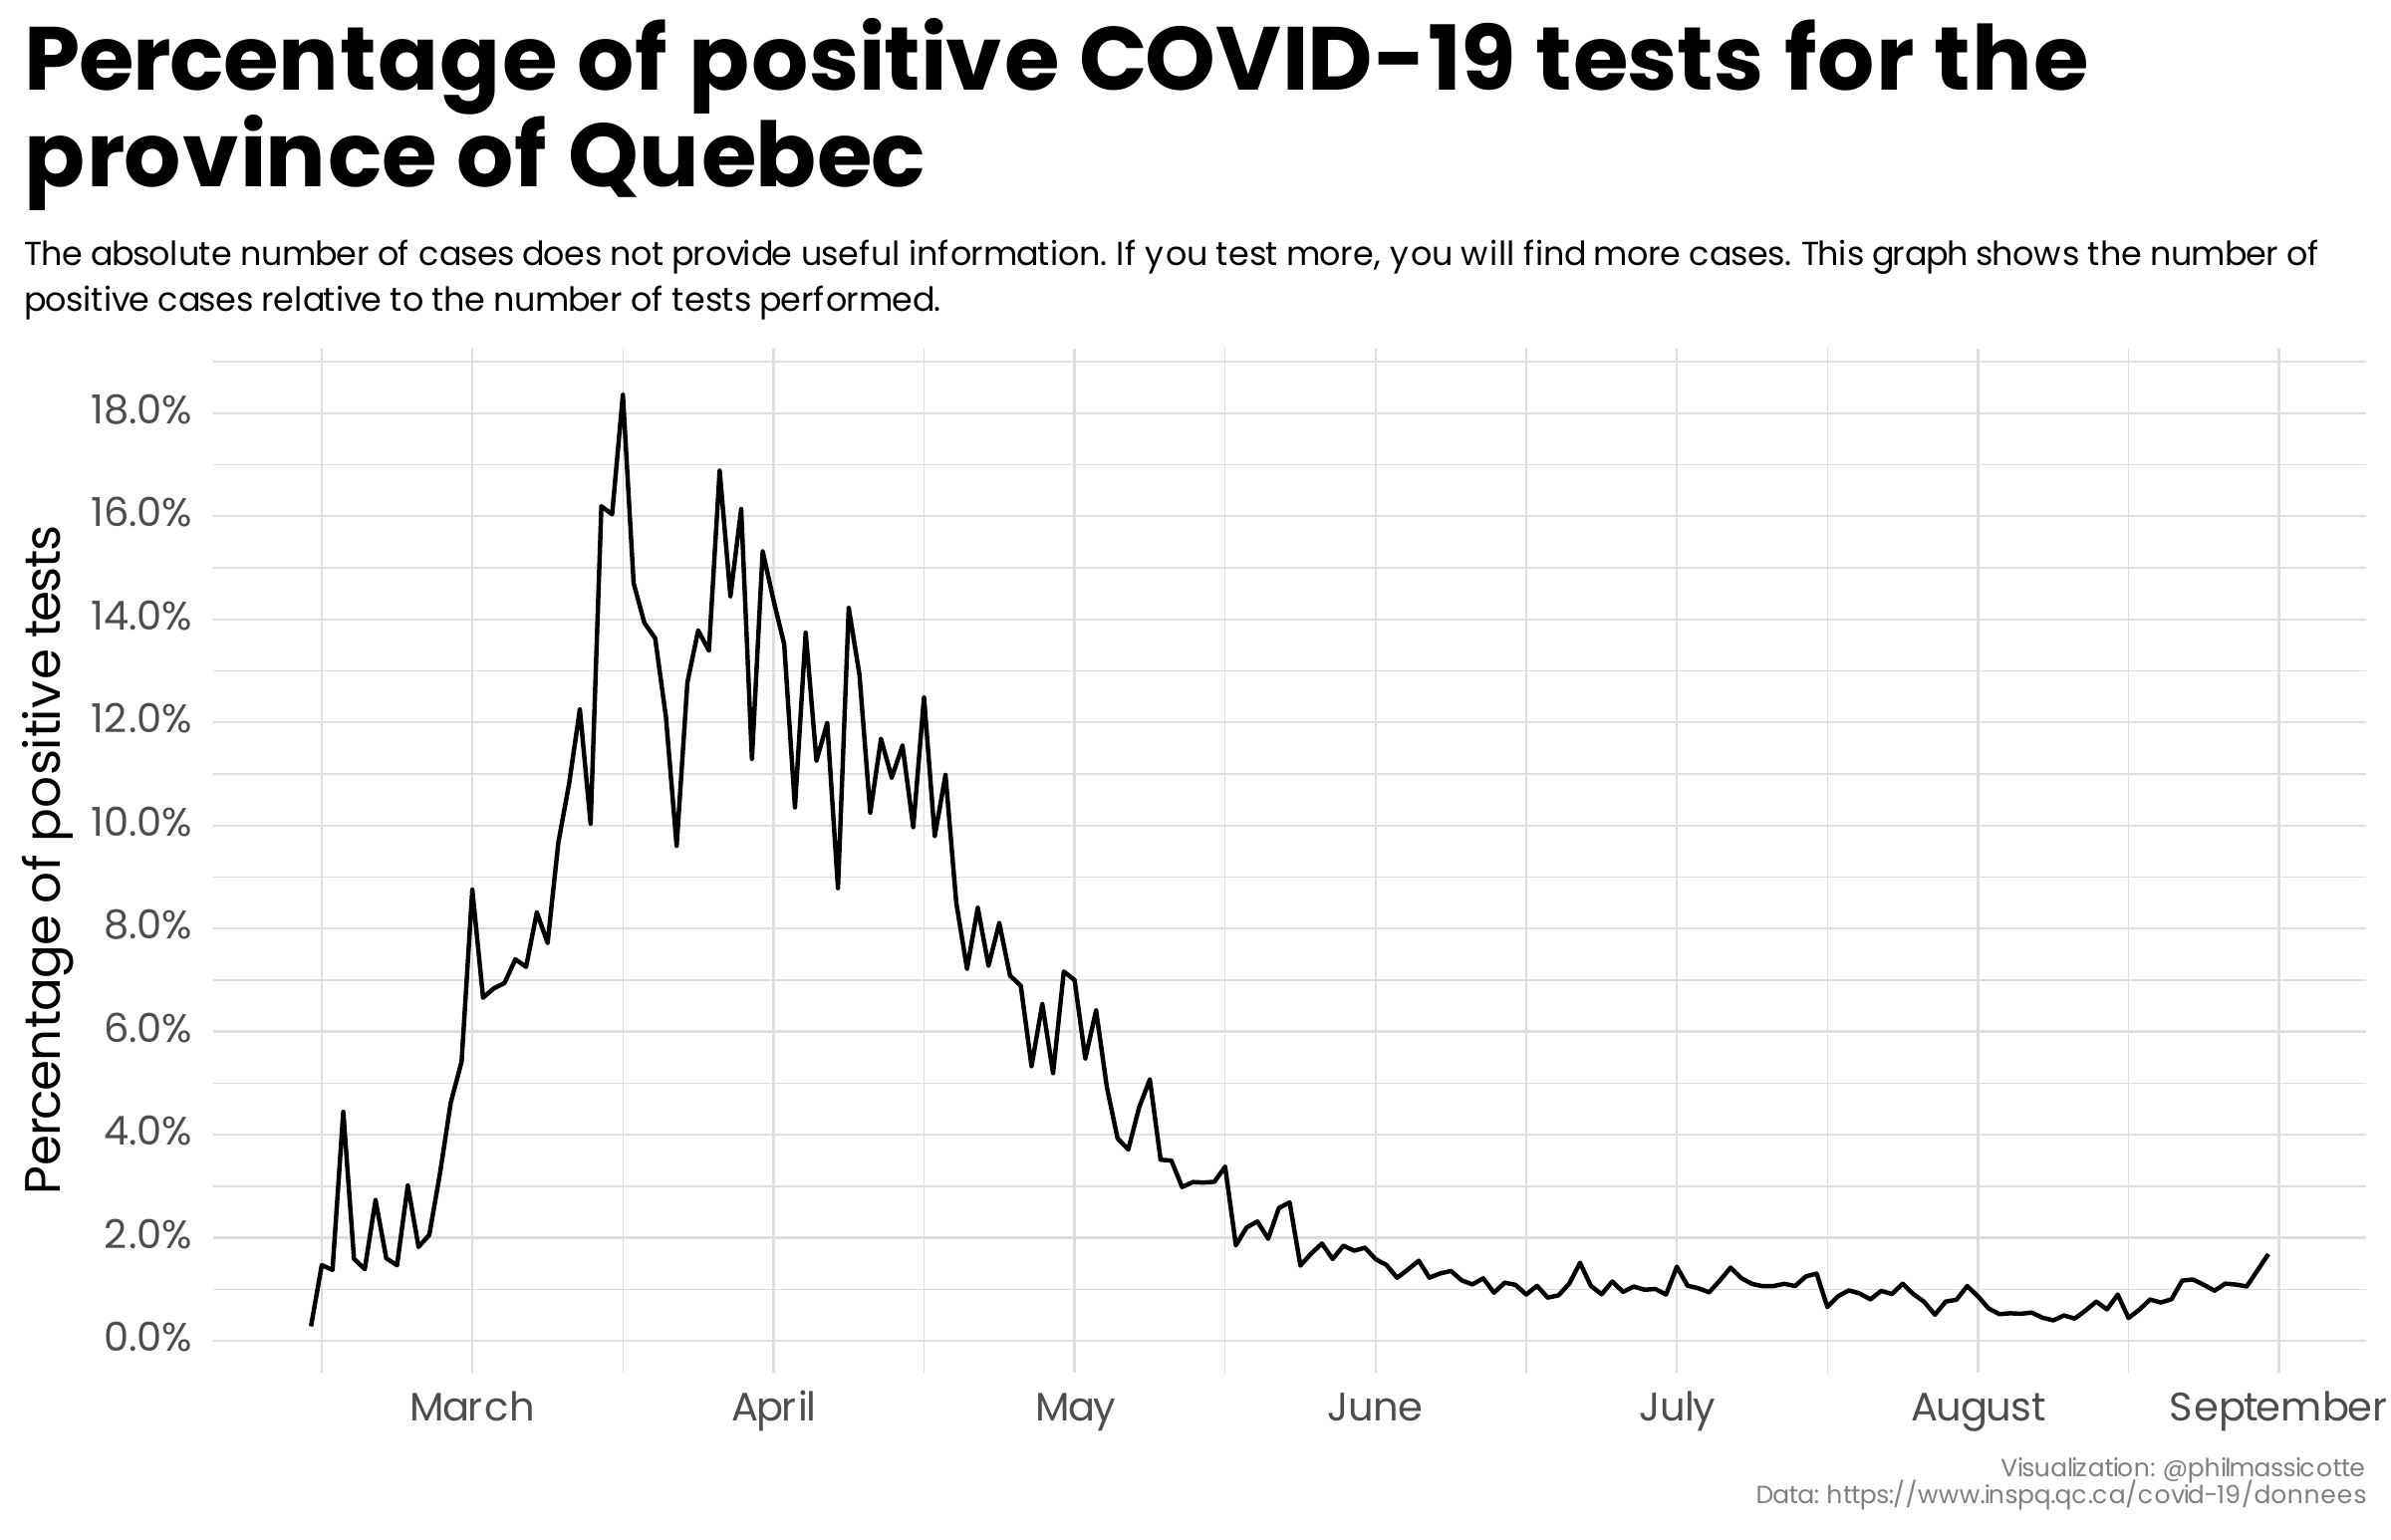 Percentage of positive COVID-19 tests for the
province of Quebec
The absolute number of cases does not provide useful information. If you test more, you will find more cases. This graph shows the number of
positive cases relative to the number of tests performed.
Percentage of positive tests
18.0%
16.0%
14.0%
12.0%
10.0%
8.0%
6.0%
4.0%
2.0%
0.0%
March April May June July August September
Visualization: @philmassicotte
Data: https://www.inspq.qc.ca/covid-19/donnees